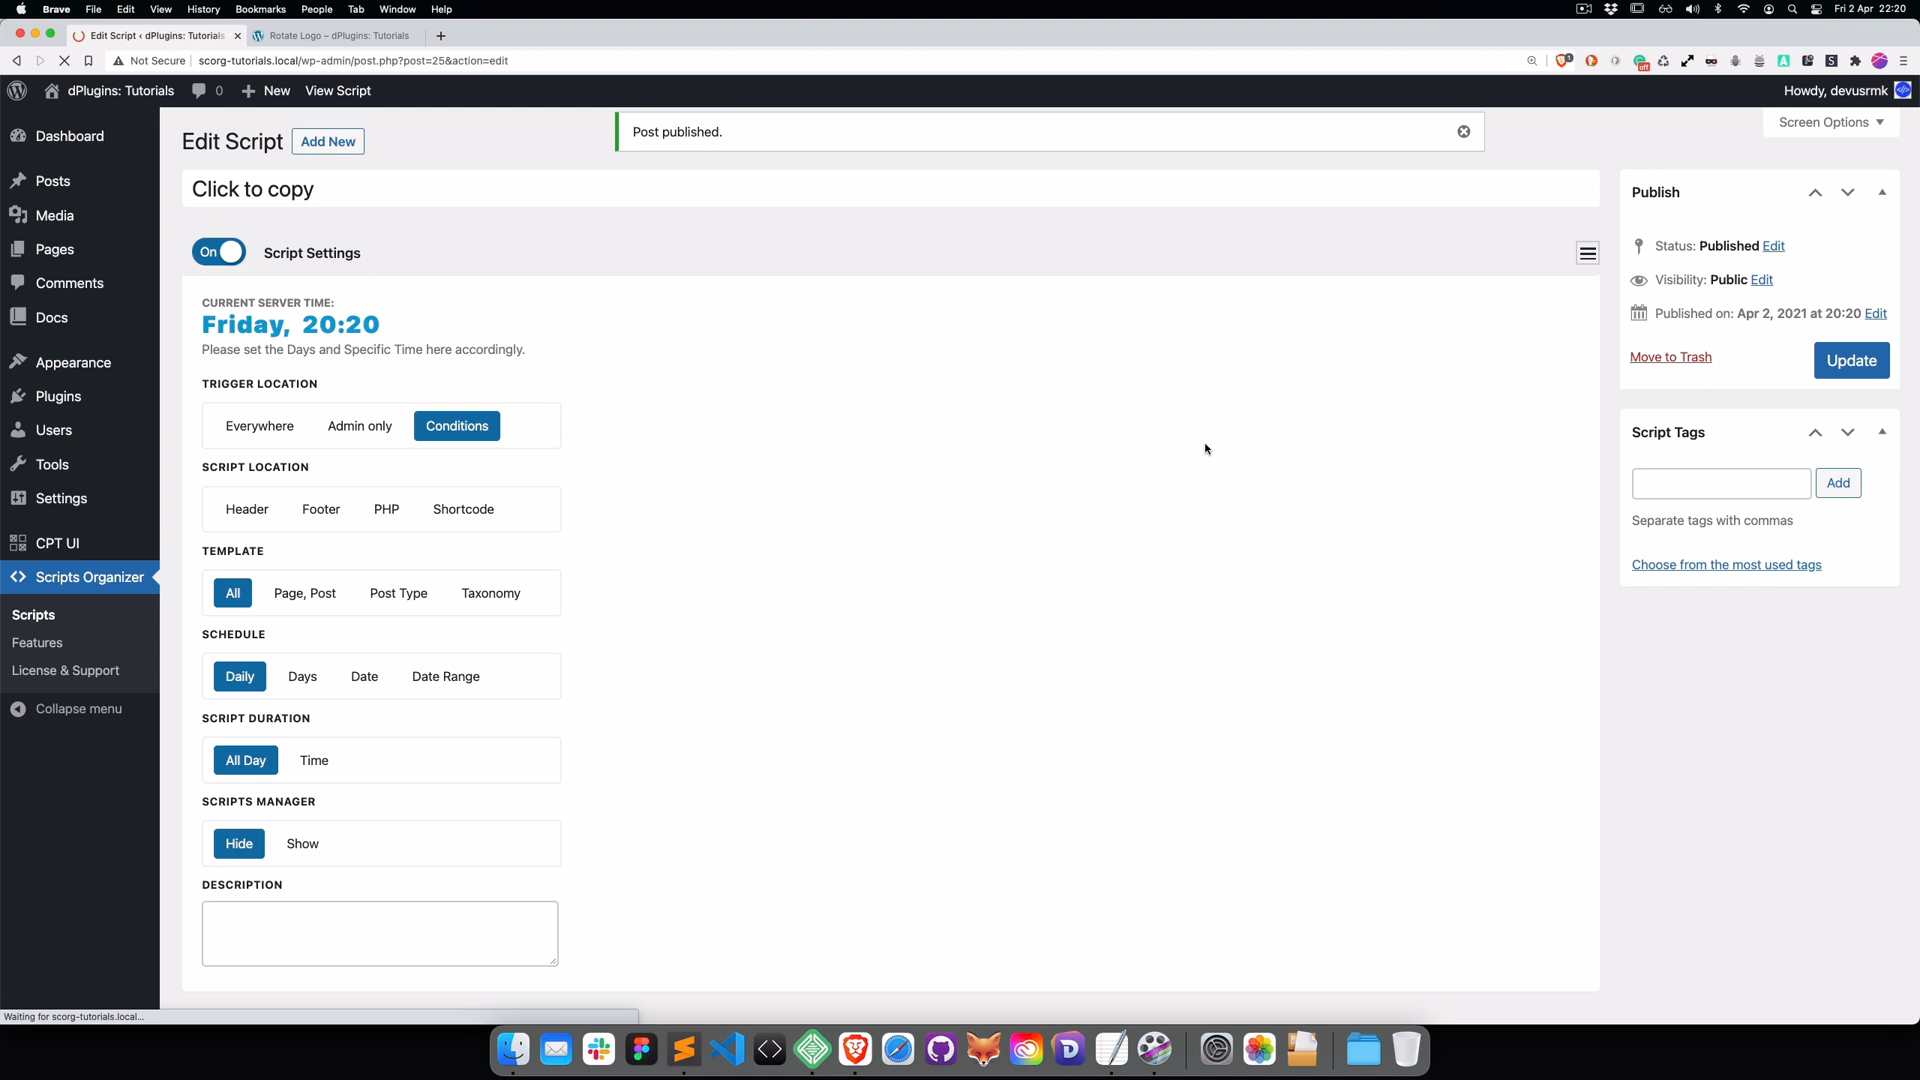 Brave File Edit View History Bookmarks People Tab Window Help
Fri 2 Apr 22:20
Edit Script ‹ dPlugins: Tutorials
Rotate Logo – dPlugins: Tutorials
Not Secure
scorg-tutorials.local/wp-admin/post.php?post=25&action=edit
dPlugins: Tutorials
0
New
View Script
Howdy, devusrmk
Dashboard
Posts
Media
Pages
Comments
Docs
Appearance
Plugins
Users
Tools
Settings
CPT UI
Scripts Organizer
Scripts
Features
License & Support
Collapse menu
Edit Script
Add New
Post published.
Screen Options
Click to copy
On
Script Settings
CURRENT SERVER TIME:
Friday, 20:20
Please set the Days and Specific Time here accordingly.
TRIGGER LOCATION
Everywhere Admin only Conditions
SCRIPT LOCATION
Header Footer PHP Shortcode
TEMPLATE
All Page, Post Post Type Taxonomy
SCHEDULE
Daily Days Date Date Range
SCRIPT DURATION
All Day Time
SCRIPTS MANAGER
Hide Show
DESCRIPTION
Publish
Status: Published Edit
Visibility: Public Edit
Published on: Apr 2, 2021 at 20:20 Edit
Move to Trash
Update
Script Tags
Add
Separate tags with commas
Choose from the most used tags
Waiting for scorg-tutorials.local...